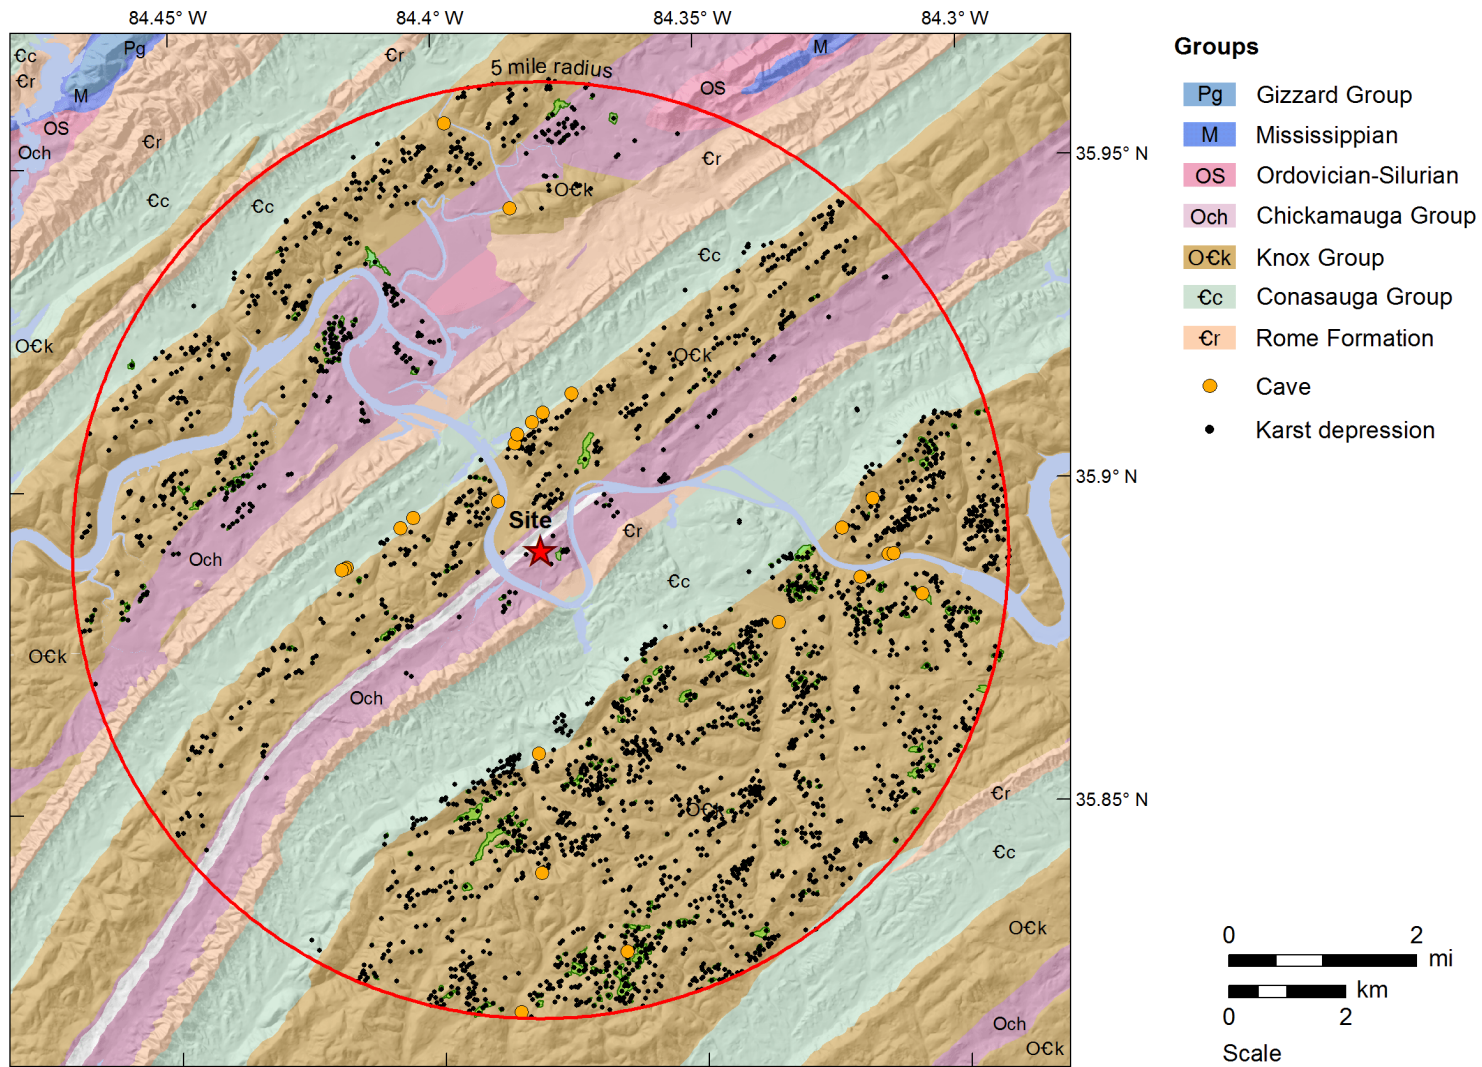 84.45° W
84.4° W
84.35° W
84.3° W
Groups
Pg Gizzard Group
M Mississippian
OS Ordovician-Silurian
Och Chickamauga Group
O€k Knox Group
€c Conasauga Group
€r Rome Formation
Cave
Karst depression
35.95° N
35.9° N
35.85° N
5 mile radius
Site
€c
€r
Pg
M
OS
Och
€r
€c
€c
€r
M
OS
€r
O€k
€c
O€k
O€k
Och
€r
€c
O€k
Och
O€k
€r
€c
O€k
Och
O€k
0 2
mi
km
0 2
Scale